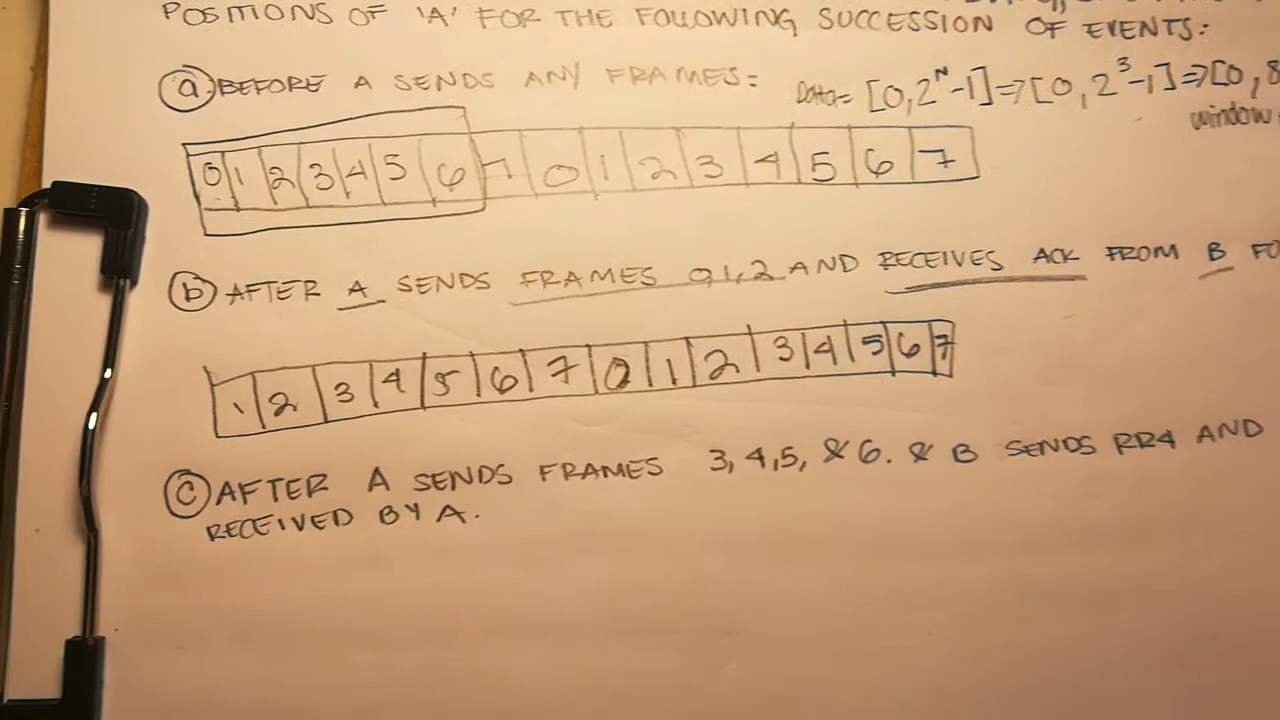 POSITIONS OF 'A' FOR THE FOLLOWING SUCCESSION OF EVENTS:
ⓐ BEFORE A SENDS ANY FRAMES: Data= [0,2^N-1]⇒[0,2^3-1]⇒[0,8
window
0 1 2 3 4 5 6 7 0 1 2 3 4 5 6 7
ⓑ AFTER A SENDS FRAMES 0,1,2 AND RECEIVES ACK FROM B FO
1 2 3 4 5 6 7 0 1 2 3 4 5 6 7
ⓒ AFTER A SENDS FRAMES 3, 4,5, & 6. & B SENDS RR4 AND
RECEIVED BY A.